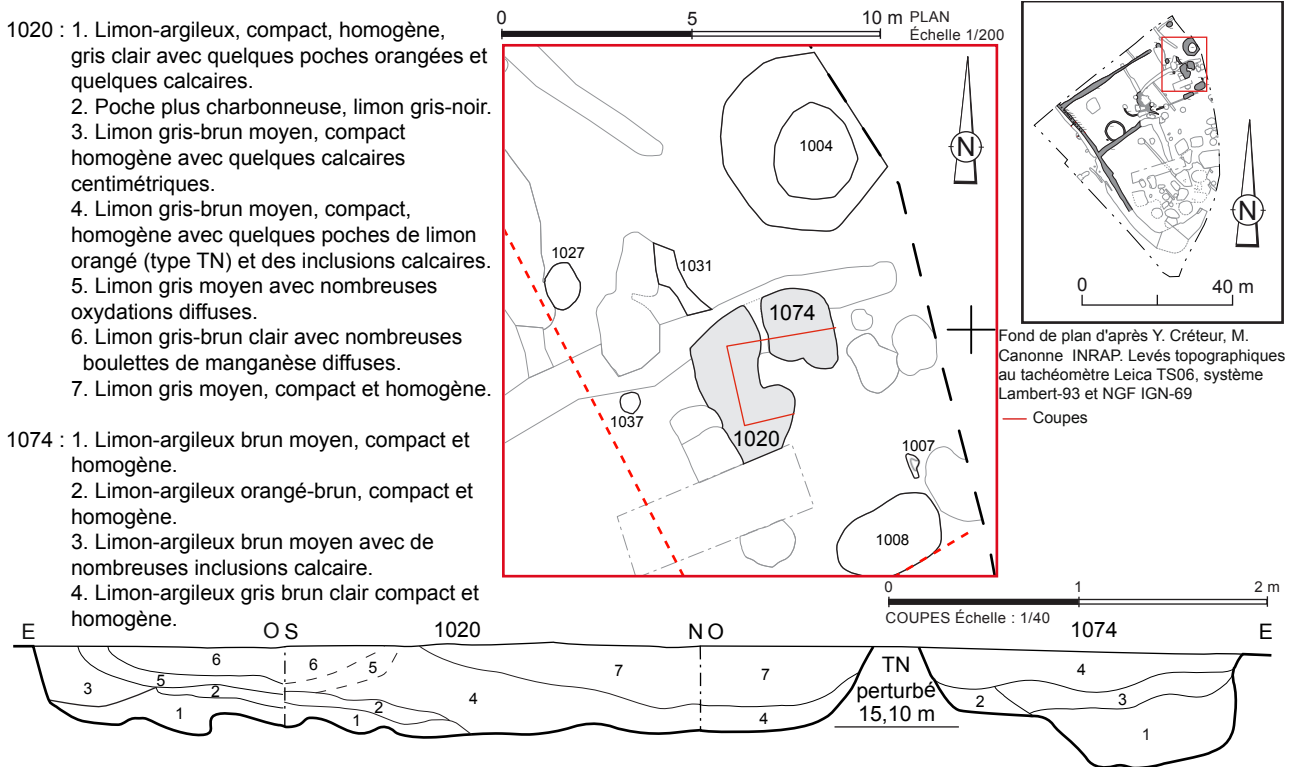 1020 : 1. Limon-argileux, compact, homogène,
gris clair avec quelques poches orangées et
quelques calcaires.
2. Poche plus charbonneuse, limon gris-noir.
3. Limon gris-brun moyen, compact
homogène avec quelques calcaires
centimétriques.
4. Limon gris-brun moyen, compact,
homogène avec quelques poches de limon
orangé (type TN) et des inclusions calcaires.
5. Limon gris moyen avec nombreuses
oxydations diffuses.
6. Limon gris-brun clair avec nombreuses
boulettes de manganèse diffuses.
7. Limon gris moyen, compact et homogène.
1074 : 1. Limon-argileux brun moyen, compact et
homogène.
2. Limon-argileux orangé-brun, compact et
homogène.
3. Limon-argileux brun moyen avec de
nombreuses inclusions calcaire.
4. Limon-argileux gris brun clair compact et
homogène.
0 5 10 m PLAN
Échelle 1/200
1004
N
1027
1031
1074
1037
1020
1007
1008
N
0 40 m
Fond de plan d'après Y. Créteur, M.
Canonne INRAP. Levés topographiques
au tachéomètre Leica TS06, système
Lambert-93 et NGF IGN-69
Coupes
0 1 2 m
COUPES Échelle : 1/40
E O S 1020 N O 1074 E
6 6 5 7 7 TN 4
3 5 2 2 4 perturbé 2 3
1 1 4 15,10 m 1